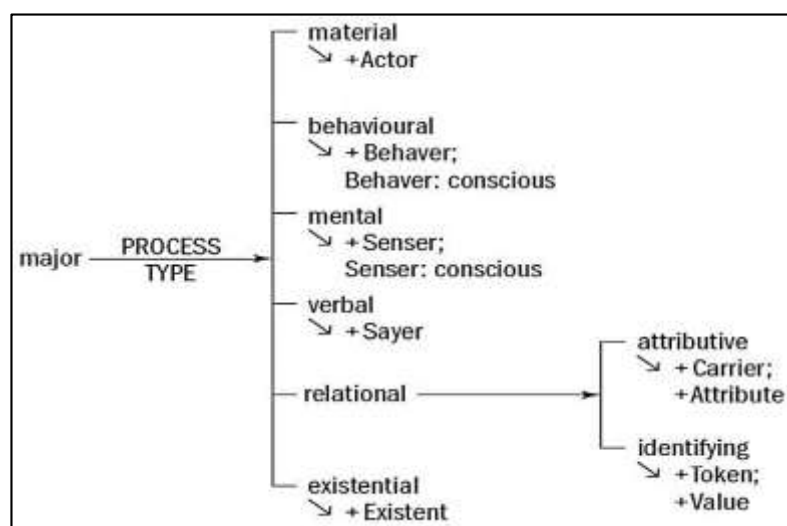 material
↘ +Actor
behavioural
↘ + Behaver;
Behaver: conscious
mental
↘ + Senser;
Senser: conscious
major
PROCESS
TYPE
verbal
↘ + Sayer
relational
attributive
↘ + Carrier;
+Attribute
identifying
↘ +Token;
+Value
existential
↘ + Existent